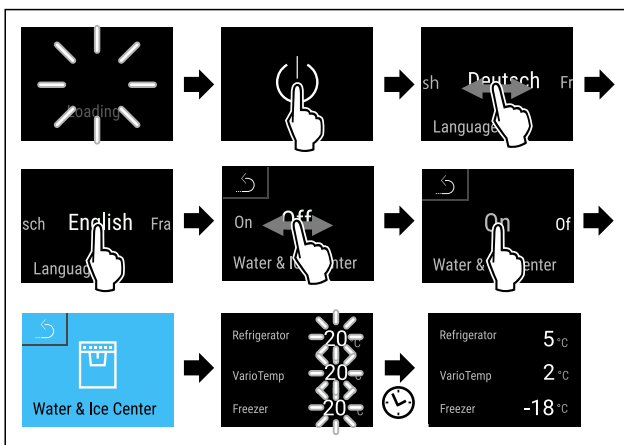 Loading
sh Deutsch Fr
Language
sch English Fra
Language
On Off
Water & Ice Center
On Of
Water & Ice Center
Water & Ice Center
Refrigerator -20 °C
VarioTemp -20 °C
Freezer -20 °C
Refrigerator 5 °C
VarioTemp 2 °C
Freezer -18 °C